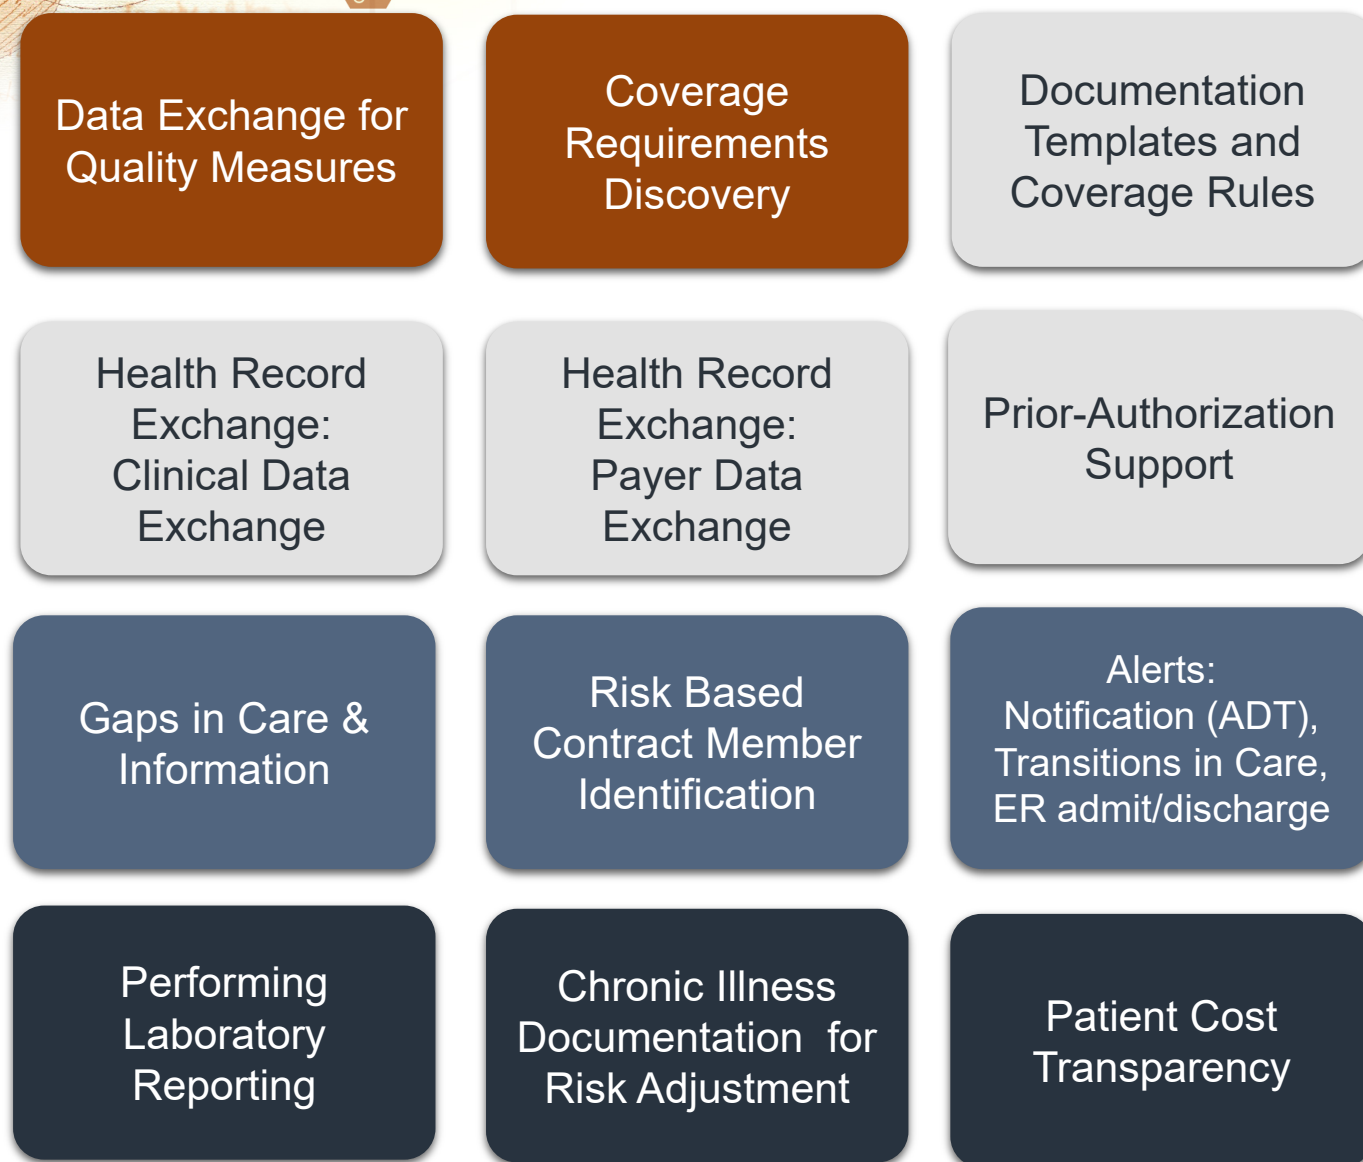 Data Exchange for
Quality Measures
Coverage
Requirements
Discovery
Documentation
Templates and
Coverage Rules
Health Record
Exchange:
Clinical Data
Exchange
Health Record
Exchange:
Payer Data
Exchange
Prior-Authorization
Support
Gaps in Care &
Information
Risk Based
Contract Member
Identification
Alerts:
Notification (ADT),
Transitions in Care,
ER admit/discharge
Performing
Laboratory
Reporting
Chronic Illness
Documentation  for
Risk Adjustment
Patient Cost
Transparency